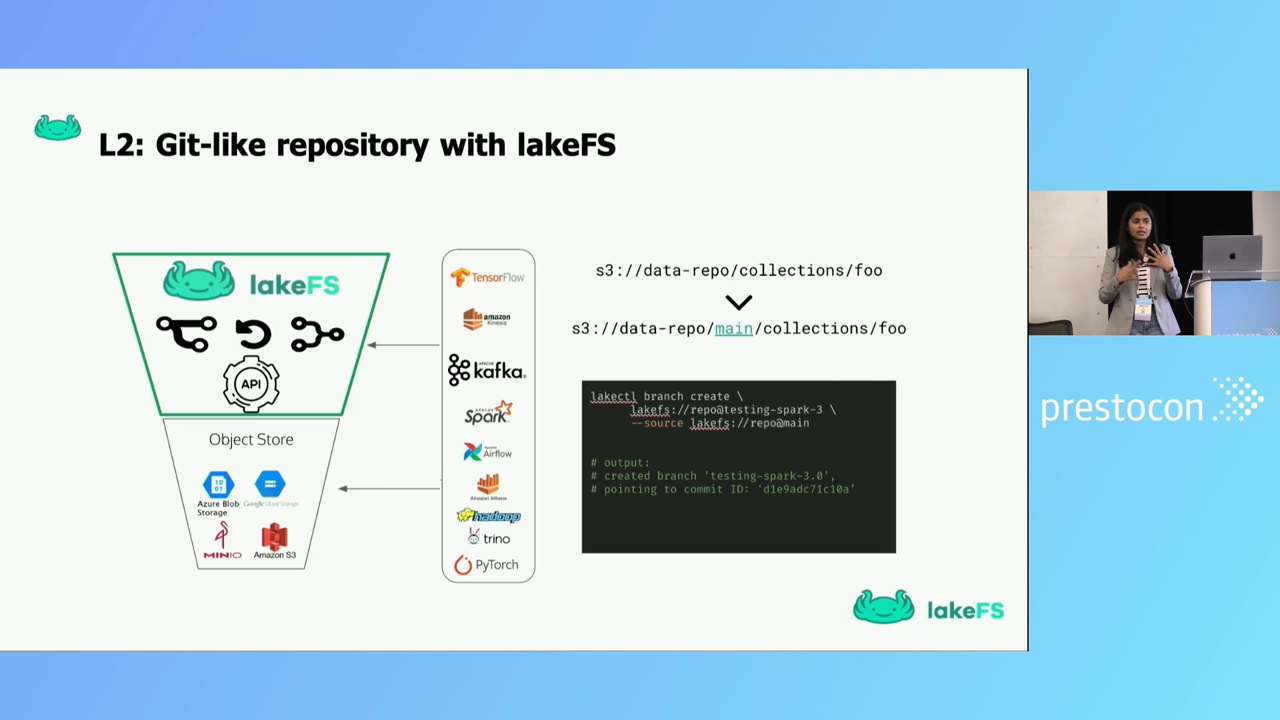 L2: Git-like repository with lakeFS
lakeFS
API
Object Store
Azure Blob
Storage
Google Cloud Storage
MINIO
Amazon S3
TensorFlow
amazon
Kinesis
APACHE
kafka.
APACHE
Spark
Apache
Airflow
Amazon Athena
hadoop
trino
PyTorch
s3://data-repo/collections/foo
s3://data-repo/main/collections/foo
lakectl branch create \
lakefs://repo@testing-spark-3 \
--source lakefs://repo@main
# output:
# created branch 'testing-spark-3.0',
# pointing to commit ID: 'd1e9adc71c10a'
lakeFS
prestocon